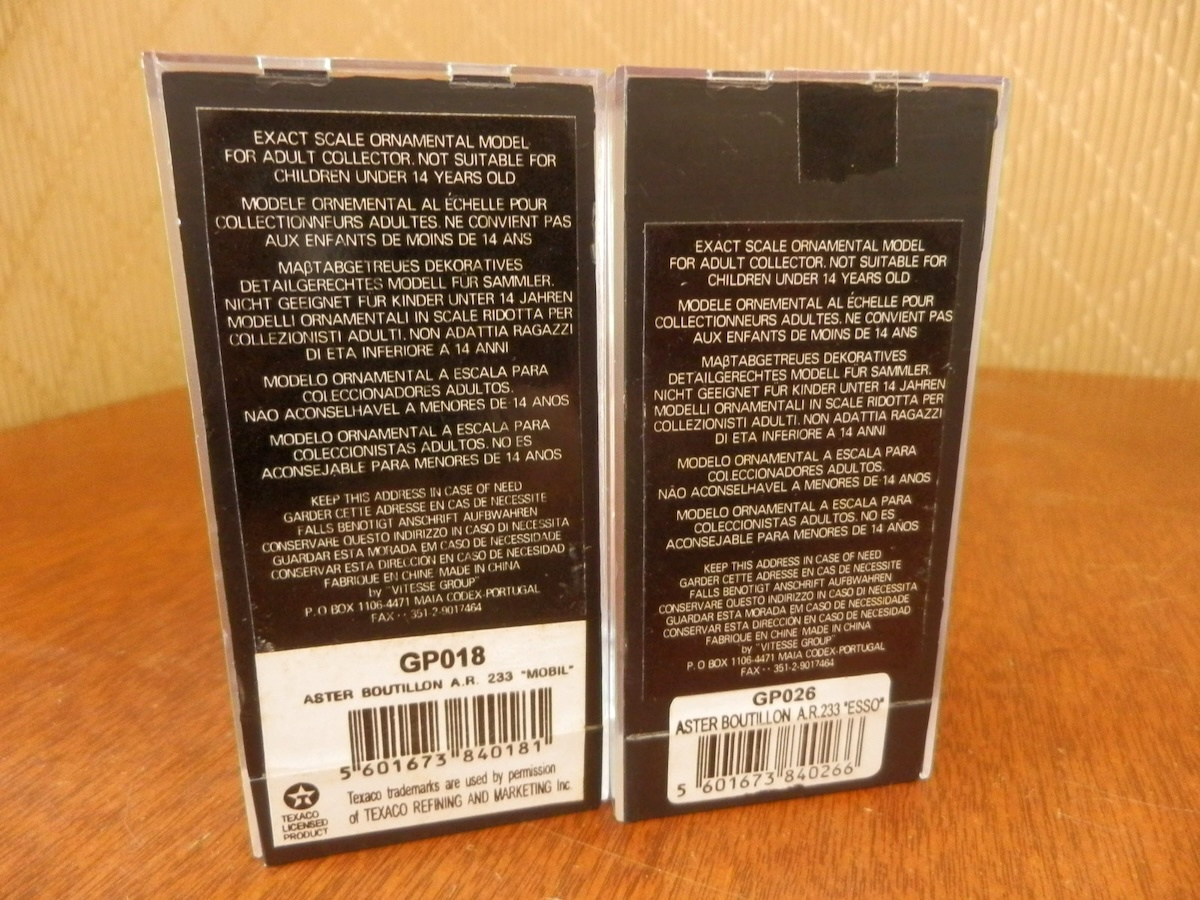 EXACT SCALE ORNAMENTAL MODEL
FOR ADULT COLLECTOR. NOT SUITABLE FOR
CHILDREN UNDER 14 YEARS OLD
MODELE ORNEMENTAL AL ÉCHELLE POUR
COLLECTIONNEURS ADULTES. NE CONVIENT PAS
AUX ENFANTS DE MOINS DE 14 ANS
MAβTABGETREUES DEKORATIVES
DETAILGERECHTES MODELL FÜR SAMMLER.
NICHT GEEIGNET FÜR KINDER UNTER 14 JAHREN
MODELLI ORNAMENTALI IN SCALE RIDOTTA PER
COLLEZIONISTI ADULTI. NON ADATTIA RAGAZZI
DI ETA INFERIORE A 14 ANNI
MODELO ORNAMENTAL A ESCALA PARA
COLECCIONADORES ADULTOS.
NÃO ACONSELHAVEL A MENORES DE 14 ANOS
MODELO ORNAMENTAL A ESCALA PARA
COLECCIONISTAS ADULTOS. NO ES
ACONSEJABLE PARA MENORES DE 14 AÑOS
KEEP THIS ADDRESS IN CASE OF NEED
GARDER CETTE ADRESSE EN CAS DE NECESSITE
FALLS BENÖTIGT ANSCHRIFT AUFBWAHREN
CONSERVARE QUESTO INDIRIZZO IN CASO DI NECESSITA
GUARDAR ESTA MORADA EM CASO DE NECESSIDADE
CONSERVAR ESTA DIRECCIÓN EN CASO DE NECESIDAD
FABRIQUE EN CHINE MADE IN CHINA
by "VITESSE GROUP"
P.O BOX 1106-4471 MAIA CODEX-PORTUGAL
FAX - - 351-2-9017464
GP018
ASTER BOUTILLON A.R. 233 "MOBIL"
5 601673 840181
TEXACO
LICENSED
PRODUCT
Texaco trademarks are used by permission
of TEXACO REFINING AND MARKETING Inc.
EXACT SCALE ORNAMENTAL MODEL
FOR ADULT COLLECTOR. NOT SUITABLE FOR
CHILDREN UNDER 14 YEARS OLD
MODELE ORNEMENTAL AL ÉCHELLE POUR
COLLECTIONNEURS ADULTES. NE CONVIENT PAS
AUX ENFANTS DE MOINS DE 14 ANS
MAβTABGETREUES DEKORATIVES
DETAILGERECHTES MODELL FÜR SAMMLER.
NICHT GEEIGNET FÜR KINDER UNTER 14 JAHREN
MODELLI ORNAMENTALI IN SCALE RIDOTTA PER
COLLEZIONISTI ADULTI. NON ADATTIA RAGAZZI
DI ETA INFERIORE A 14 ANNI
MODELO ORNAMENTAL A ESCALA PARA
COLECCIONADORES ADULTOS.
NÃO ACONSELHAVEL A MENORES DE 14 ANOS
MODELO ORNAMENTAL A ESCALA PARA
COLECCIONISTAS ADULTOS. NO ES
ACONSEJABLE PARA MENORES DE 14 AÑOS
KEEP THIS ADDRESS IN CASE OF NEED
GARDER CETTE ADRESSE EN CAS DE NECESSITE
FALLS BENÖTIGT ANSCHRIFT AUFBWAHREN
CONSERVARE QUESTO INDIRIZZO IN CASO DI NECESSITA
GUARDAR ESTA MORADA EM CASO DE NECESSIDADE
CONSERVAR ESTA DIRECCIÓN EN CASO DE NECESIDAD
FABRIQUE EN CHINE MADE IN CHINA
by "VITESSE GROUP"
P.O BOX 1106-4471 MAIA CODEX-PORTUGAL
FAX - - 351-2-9017464
GP026
ASTER BOUTILLON A.R.233 "ESSO"
5 601673 840266